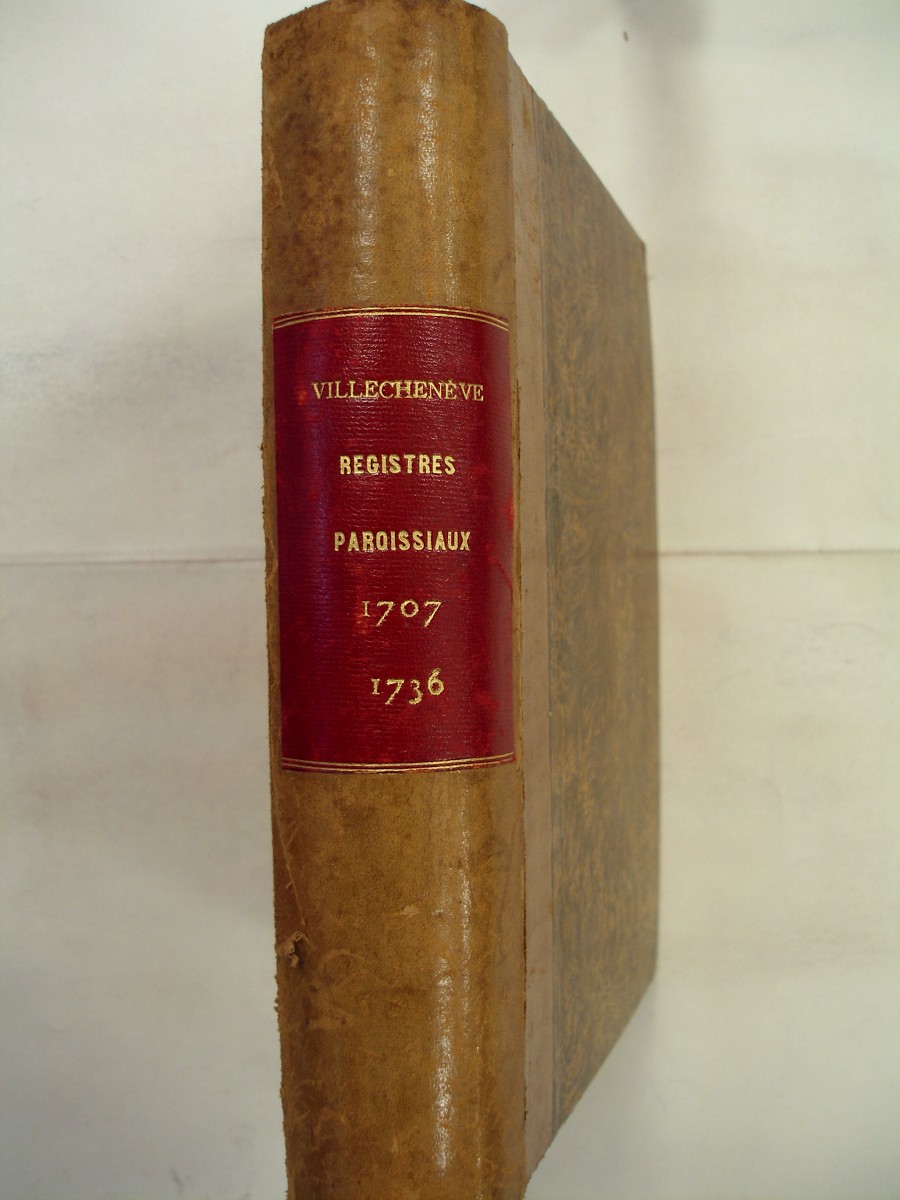 VILLECHENÈVE
REGISTRES
PAROISSIAUX
1707
1736